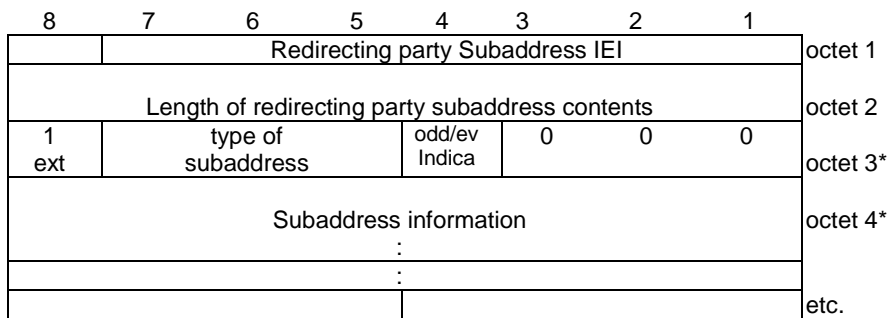 8 7 6 5 4 3 2 1
Redirecting party Subaddress IEI octet 1
Length of redirecting party subaddress contents octet 2
1 type of odd/ev 0 0 0
ext subaddress Indica octet 3*
Subaddress information octet 4*
:
:
etc.